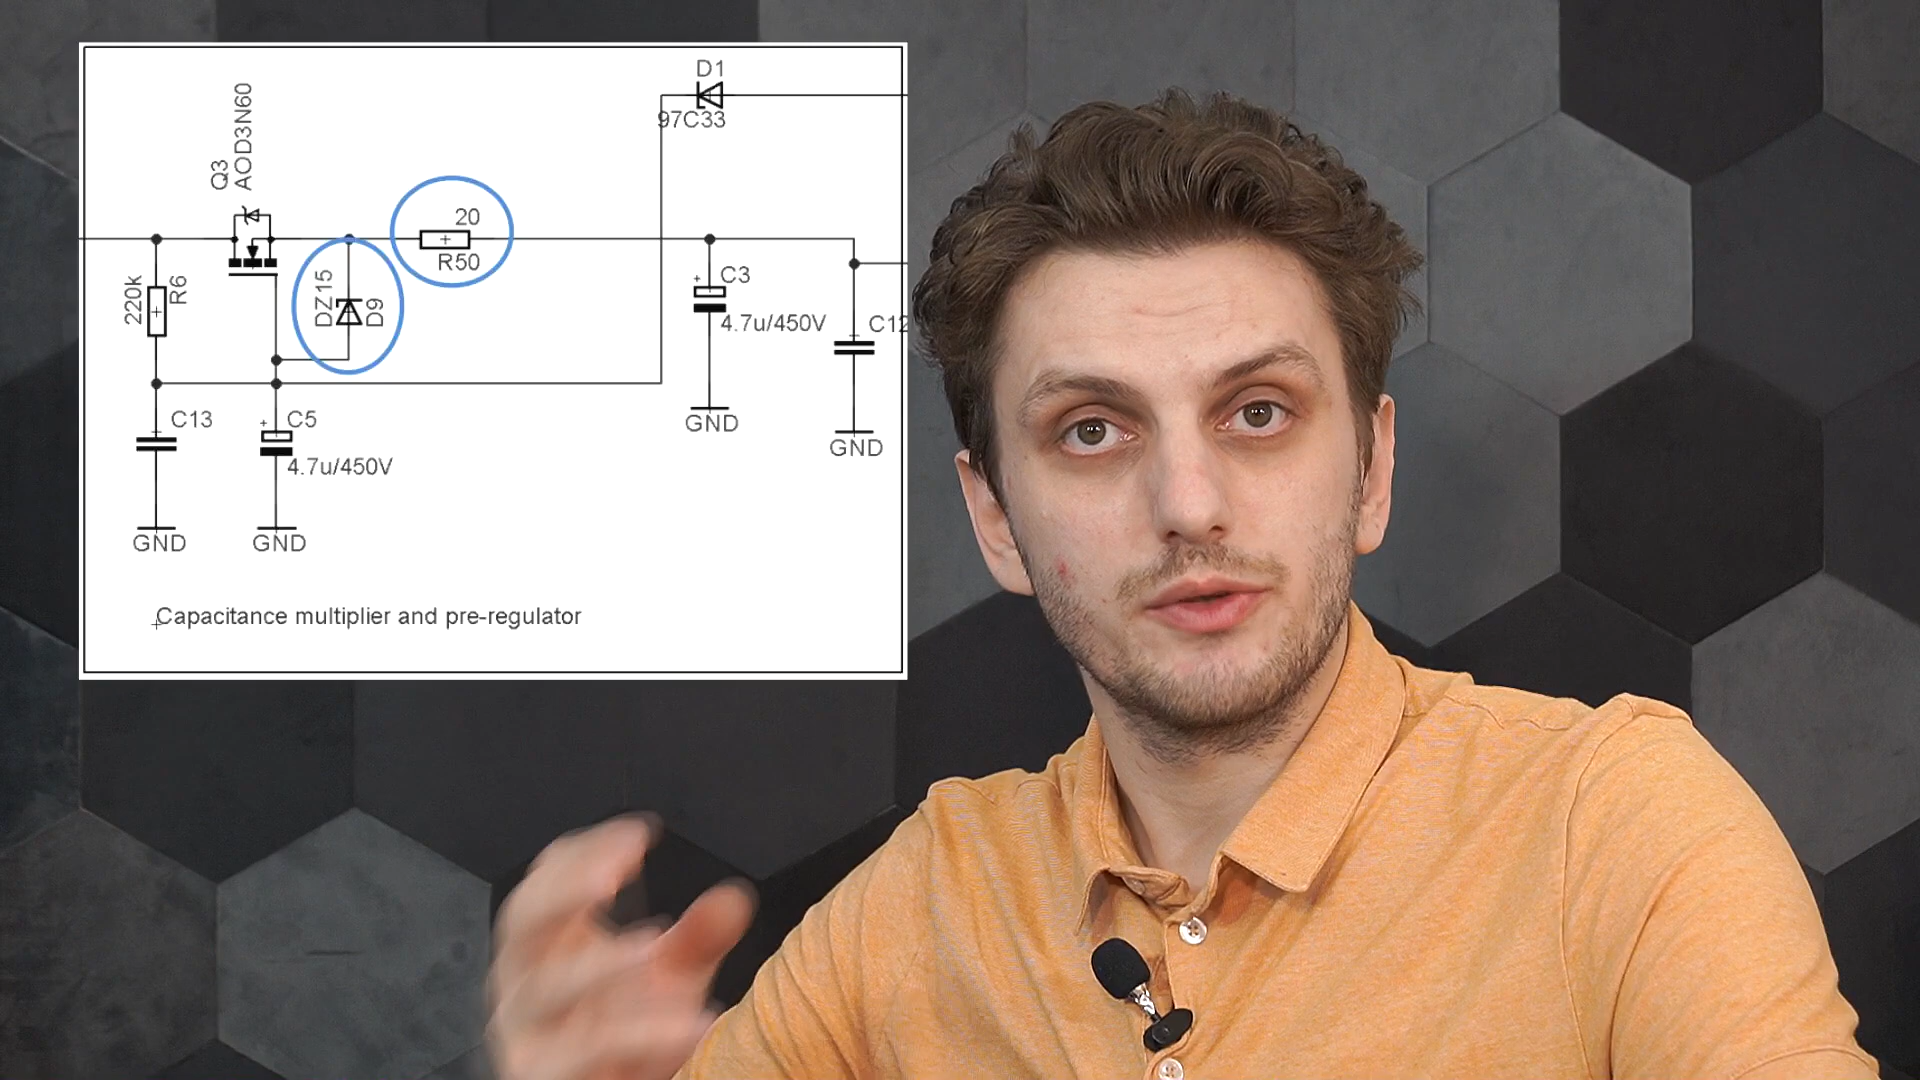 D1
97C33
Q3
AOD3N60
20
R50
220k
R6
DZ15
D9
C3
4.7u/450V
C12
C13
C5
4.7u/450V
GND
GND
GND
GND
Capacitance multiplier and pre-regulator